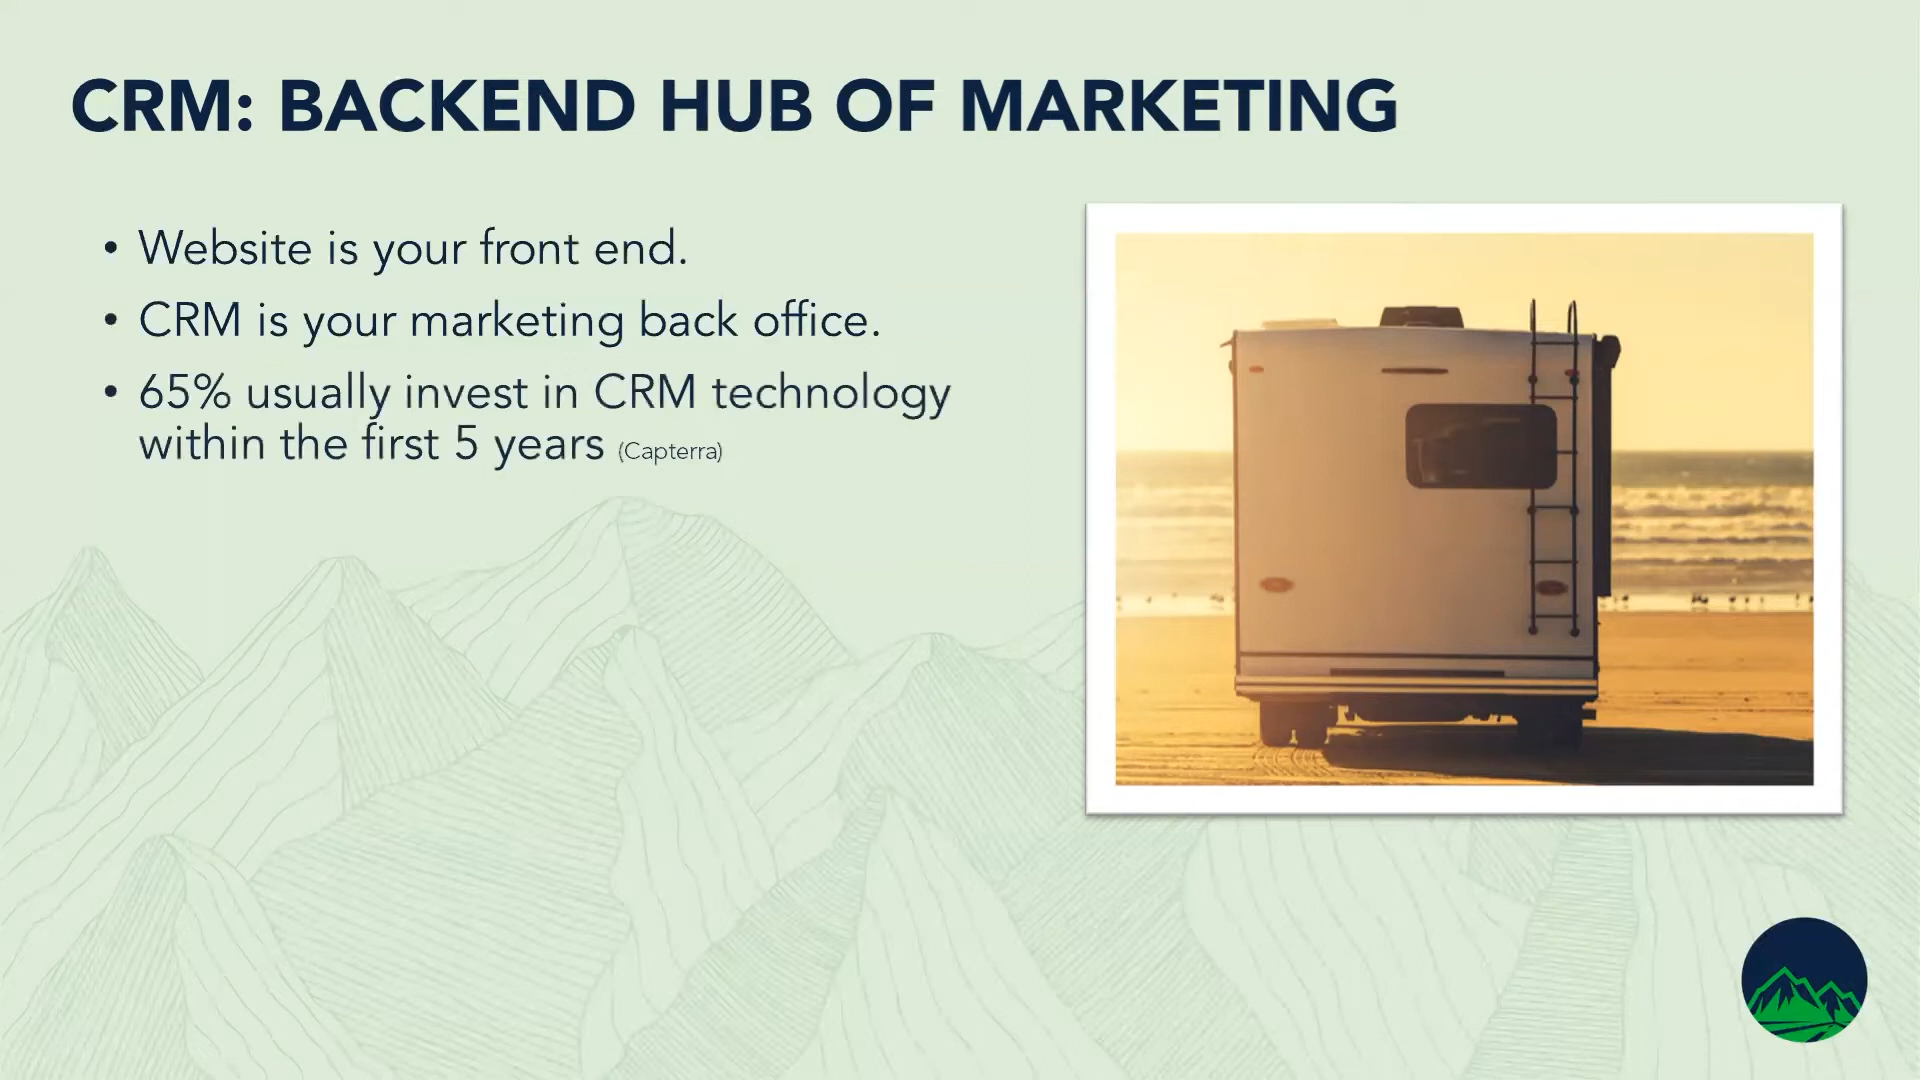 CRM: BACKEND HUB OF MARKETING
• Website is your front end.
• CRM is your marketing back office.
• 65% usually invest in CRM technology
within the first 5 years (Capterra)